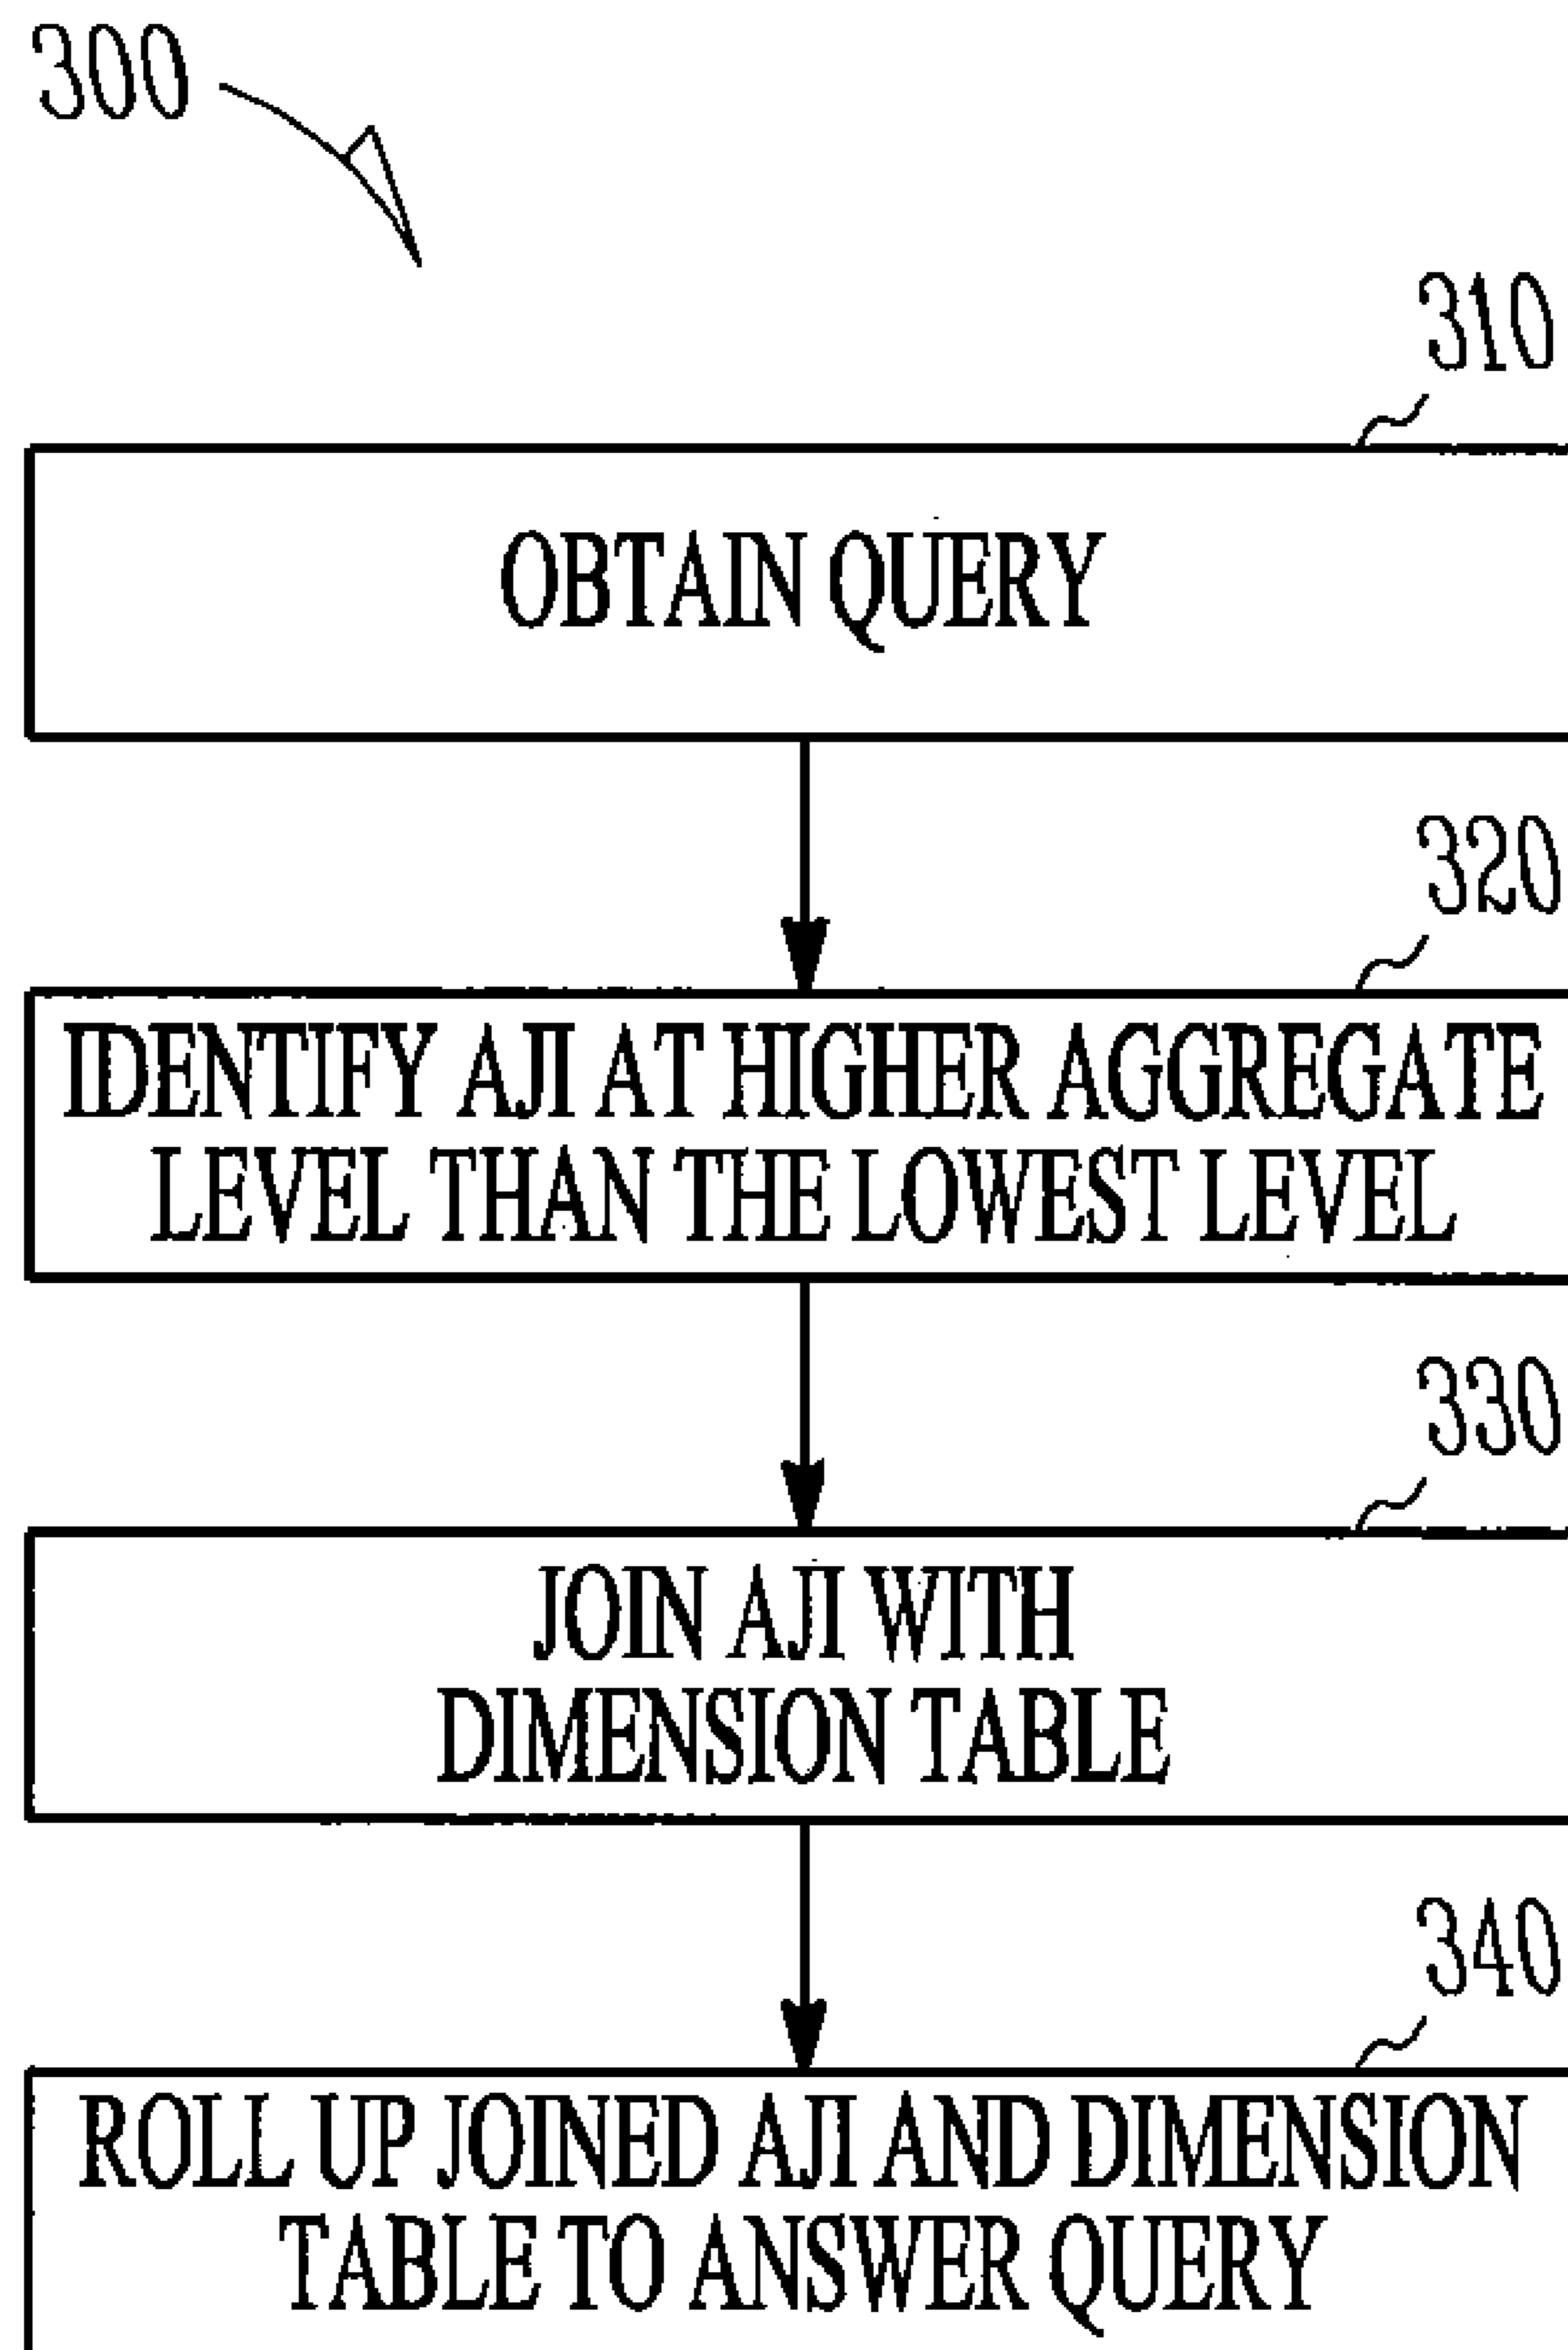 300
310
OBTAIN QUERY
320
IDENTIFY AJI AT HIGHER AGGREGATE
LEVEL THAN THE LOWEST LEVEL
330
JOIN AJI WITH
DIMENSION TABLE
340
ROLL UP JOINED AJI AND DIMENSION
TABLE TO ANSWER QUERY